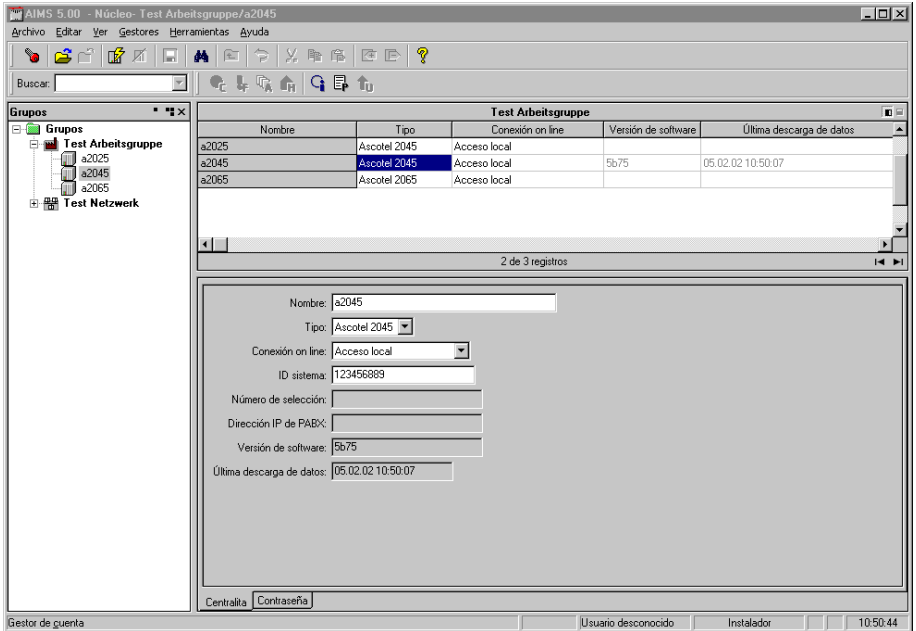 AIMS 5.00 - Núcleo- Test Arbeitsgruppe/a2045
Archivo Editar Ver Gestores Herramientas Ayuda
Buscar:
Grupos
Grupos
Test Arbeitsgruppe
a2025
a2045
a2065
Test Netzwerk
Test Arbeitsgruppe
Nombre Tipo Conexión on line Versión de software Última descarga de datos
a2025 Ascotel 2045 Acceso local
a2045 Ascotel 2045 Acceso local 5b75 05.02.02 10:50:07
a2065 Ascotel 2065 Acceso local
2 de 3 registros
Nombre: a2045
Tipo: Ascotel 2045
Conexión on line: Acceso local
ID sistema: 123456889
Número de selección:
Dirección IP de PABX:
Versión de software: 5b75
Última descarga de datos: 05.02.02 10:50:07
Centralita Contraseña
Gestor de cuenta Usuario desconocido Instalador 10:50:44